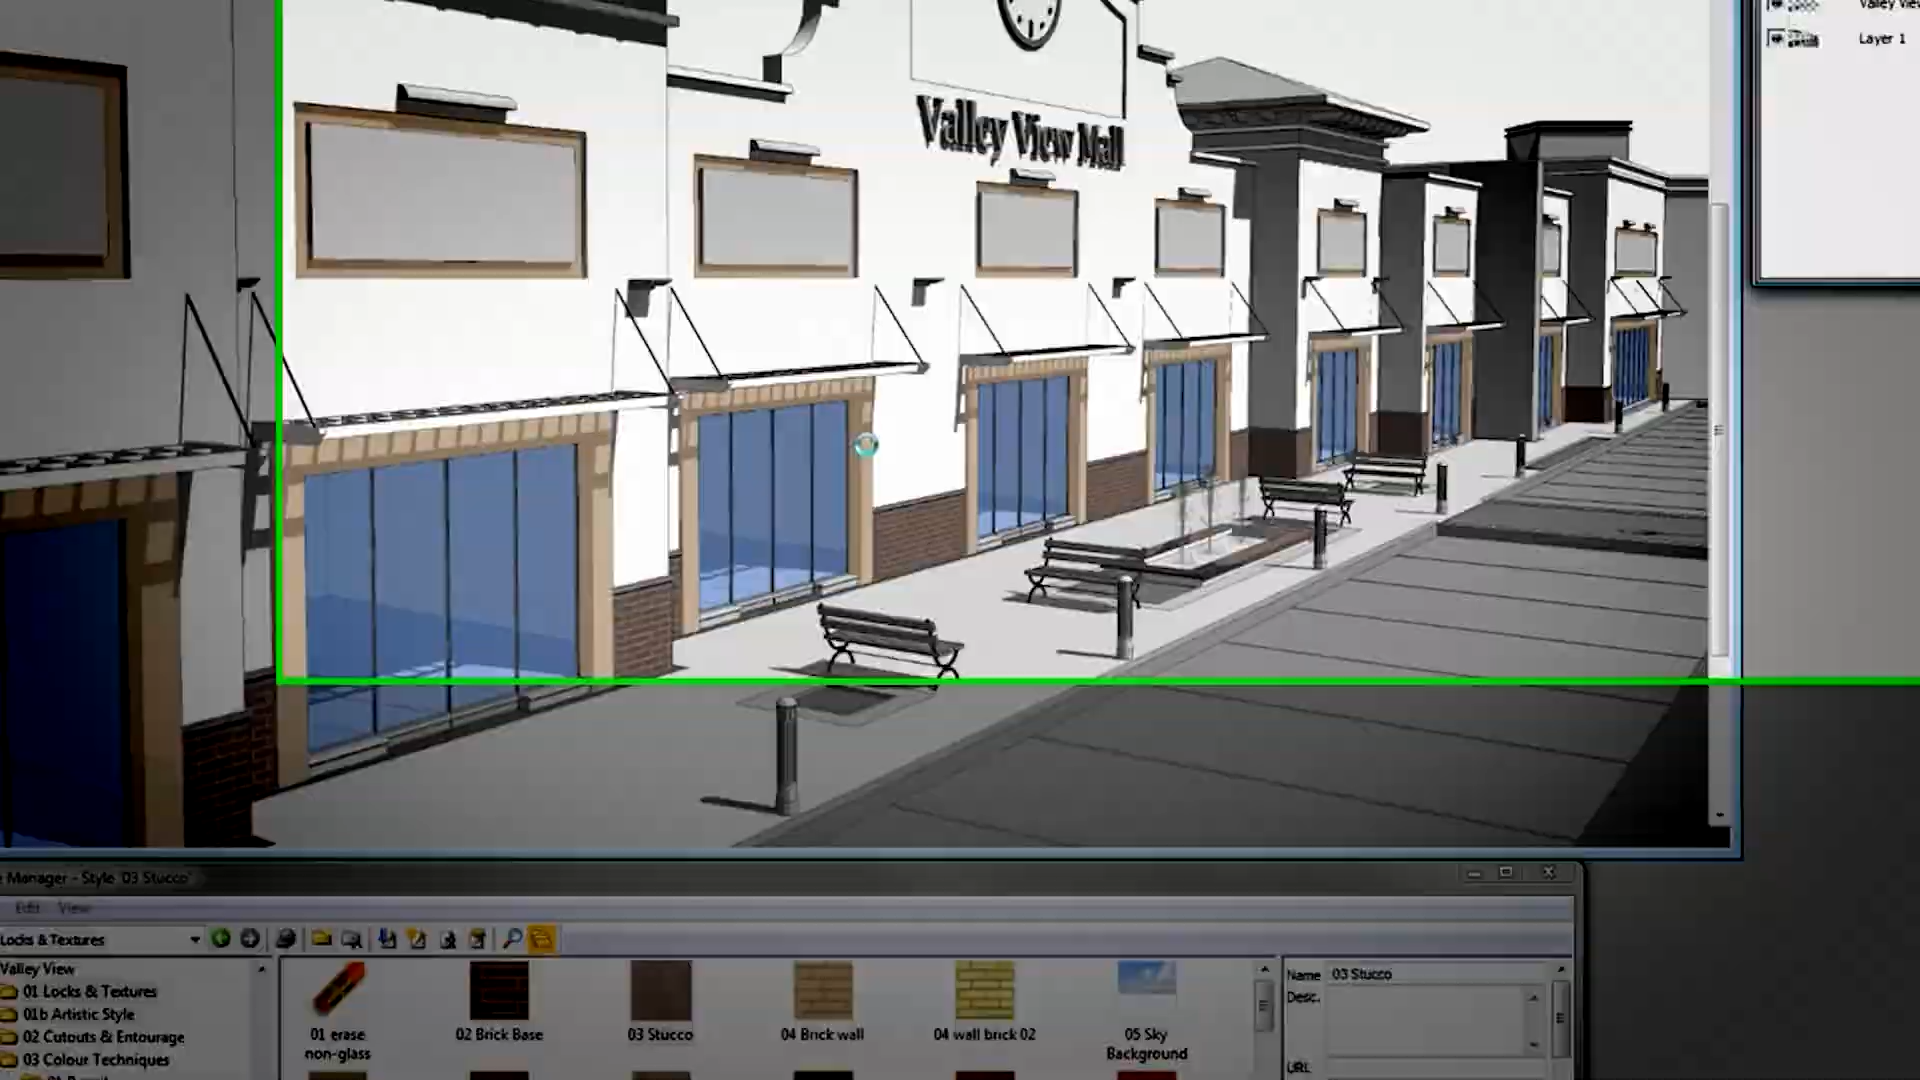 Layer 1
Valley View Mall
Manager - Style '03 Stucco'
Edit View
Locks & Textures
Valley View
01 Locks & Textures
01b Artistic Style
02 Cutouts & Entourage
03 Colour Techniques
01 erase
non-glass
02 Brick Base
03 Stucco
04 Brick wall
04 wall brick 02
05 Sky
Background
Name 03 Stucco
Desc.
URL